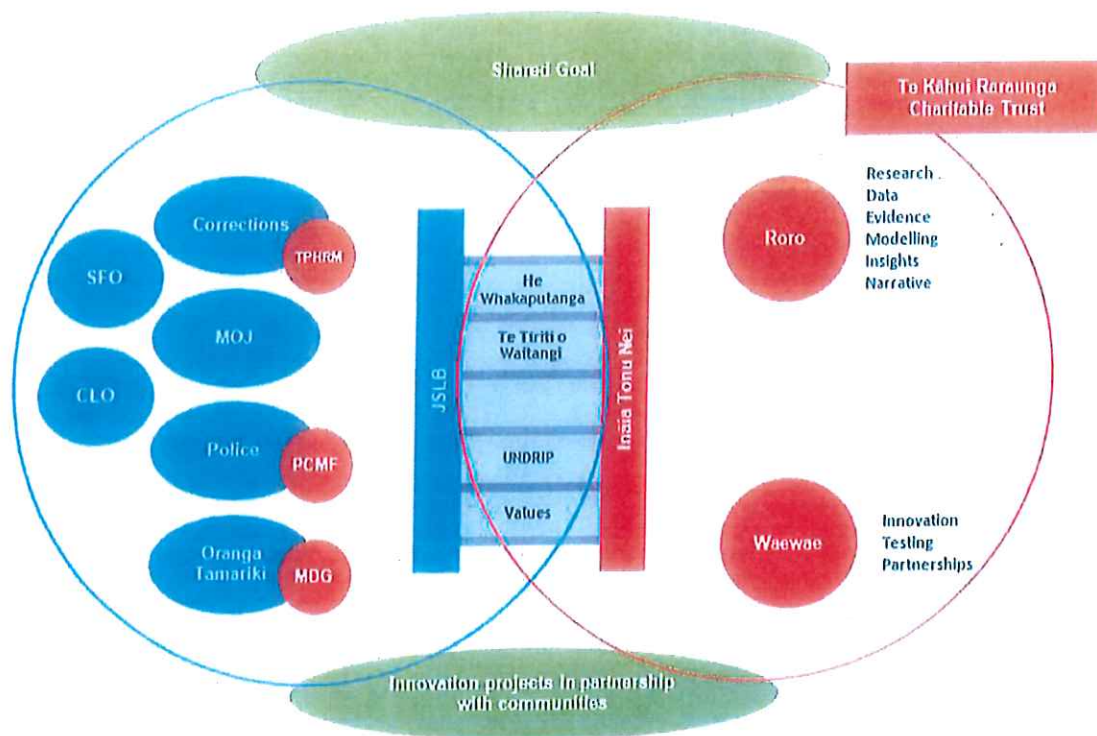 Shared Goal
Te Kāhui Raraunga
Charitable Trust
Corrections
TPHRM
SFO
MOJ
CLO
Police
PCMF
Oranga
Tamariki
MDG
JSLB
He
Whakaputanga
Te Tiriti o
Waitangi
UNDRIP
Values
Ināia Tonu Nei
Roro
Research
Data
Evidence
Modelling
Insights
Narrative
Waewae
Innovation
Testing
Partnerships
Innovation projects in partnership
with communities